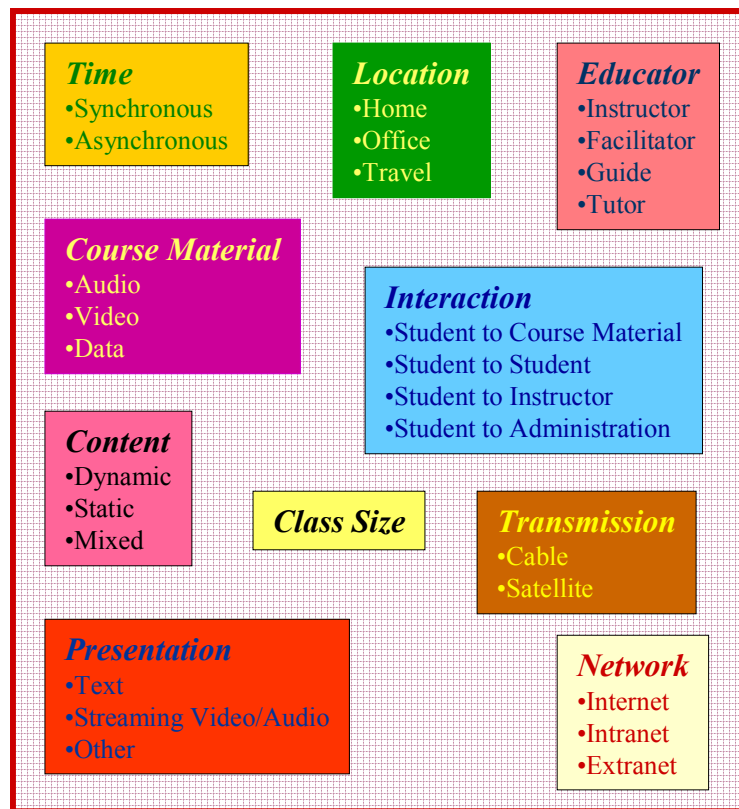 Time
•Synchronous
•Asynchronous
Location
•Home
•Office
•Travel
Educator
•Instructor
•Facilitator
•Guide
•Tutor
Course Material
•Audio
•Video
•Data
Interaction
•Student to Course Material
•Student to Student
•Student to Instructor
•Student to Administration
Content
•Dynamic
•Static
•Mixed
Class Size
Transmission
•Cable
•Satellite
Presentation
•Text
•Streaming Video/Audio
•Other
Network
•Internet
•Intranet
•Extranet